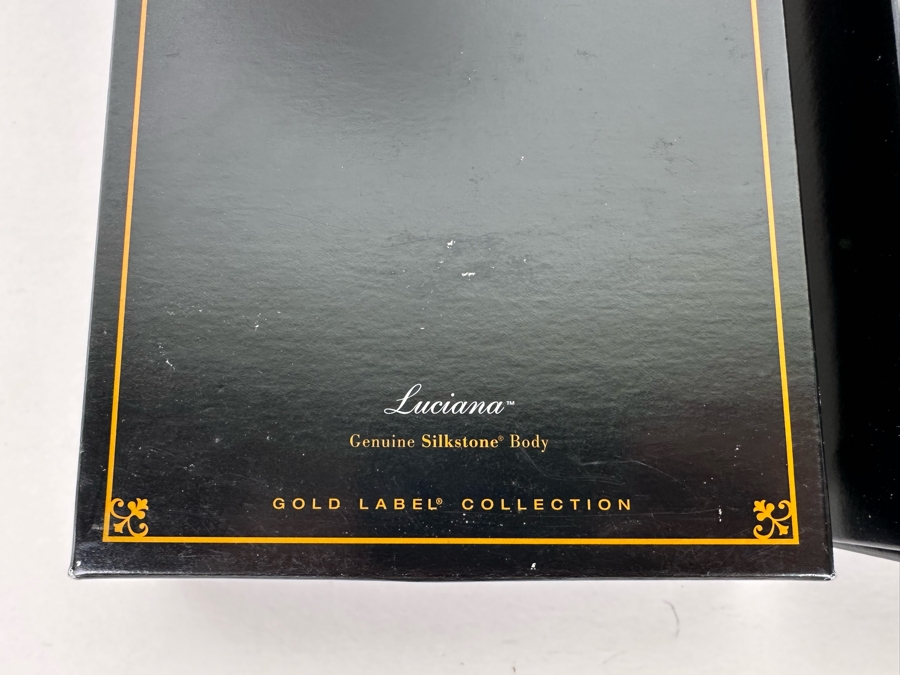 Luciana™
Genuine Silkstone® Body
GOLD LABEL® COLLECTION